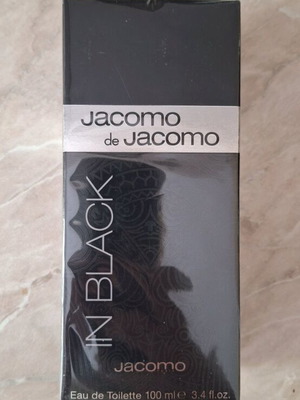 Jacomo
de Jacomo
IN BLACK
Jacomo
Eau de Toilette 100 ml ℮ 3.4 fl.oz.